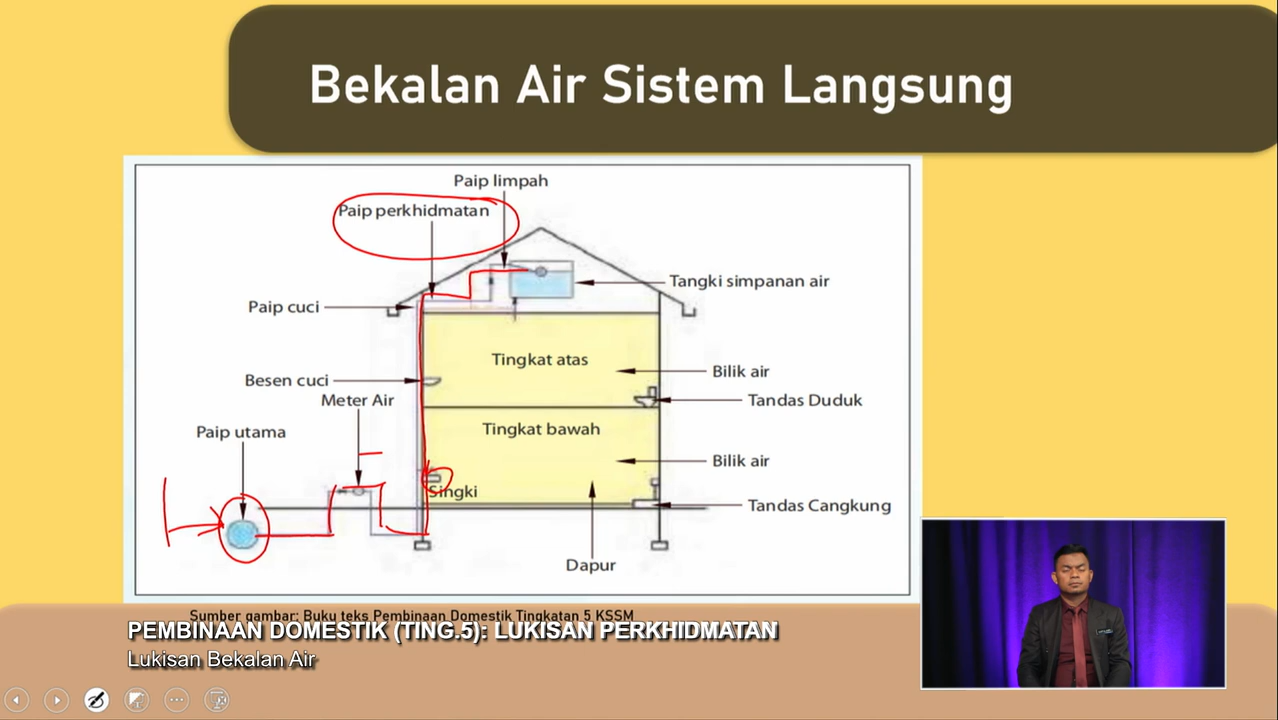 Bekalan Air Sistem Langsung
Paip limpah
Paip perkhidmatan
Tangki simpanan air
Paip cuci
Tingkat atas
Bilik air
Besen cuci
Meter Air
Tandas Duduk
Paip utama
Tingkat bawah
Bilik air
Singki
Tandas Cangkung
Dapur
Sumber gambar: Buku teks Pembinaan Domestik Tingkatan 5 KSSM
PEMBINAAN DOMESTIK (TING.5): LUKISAN PERKHIDMATAN
Lukisan Bekalan Air